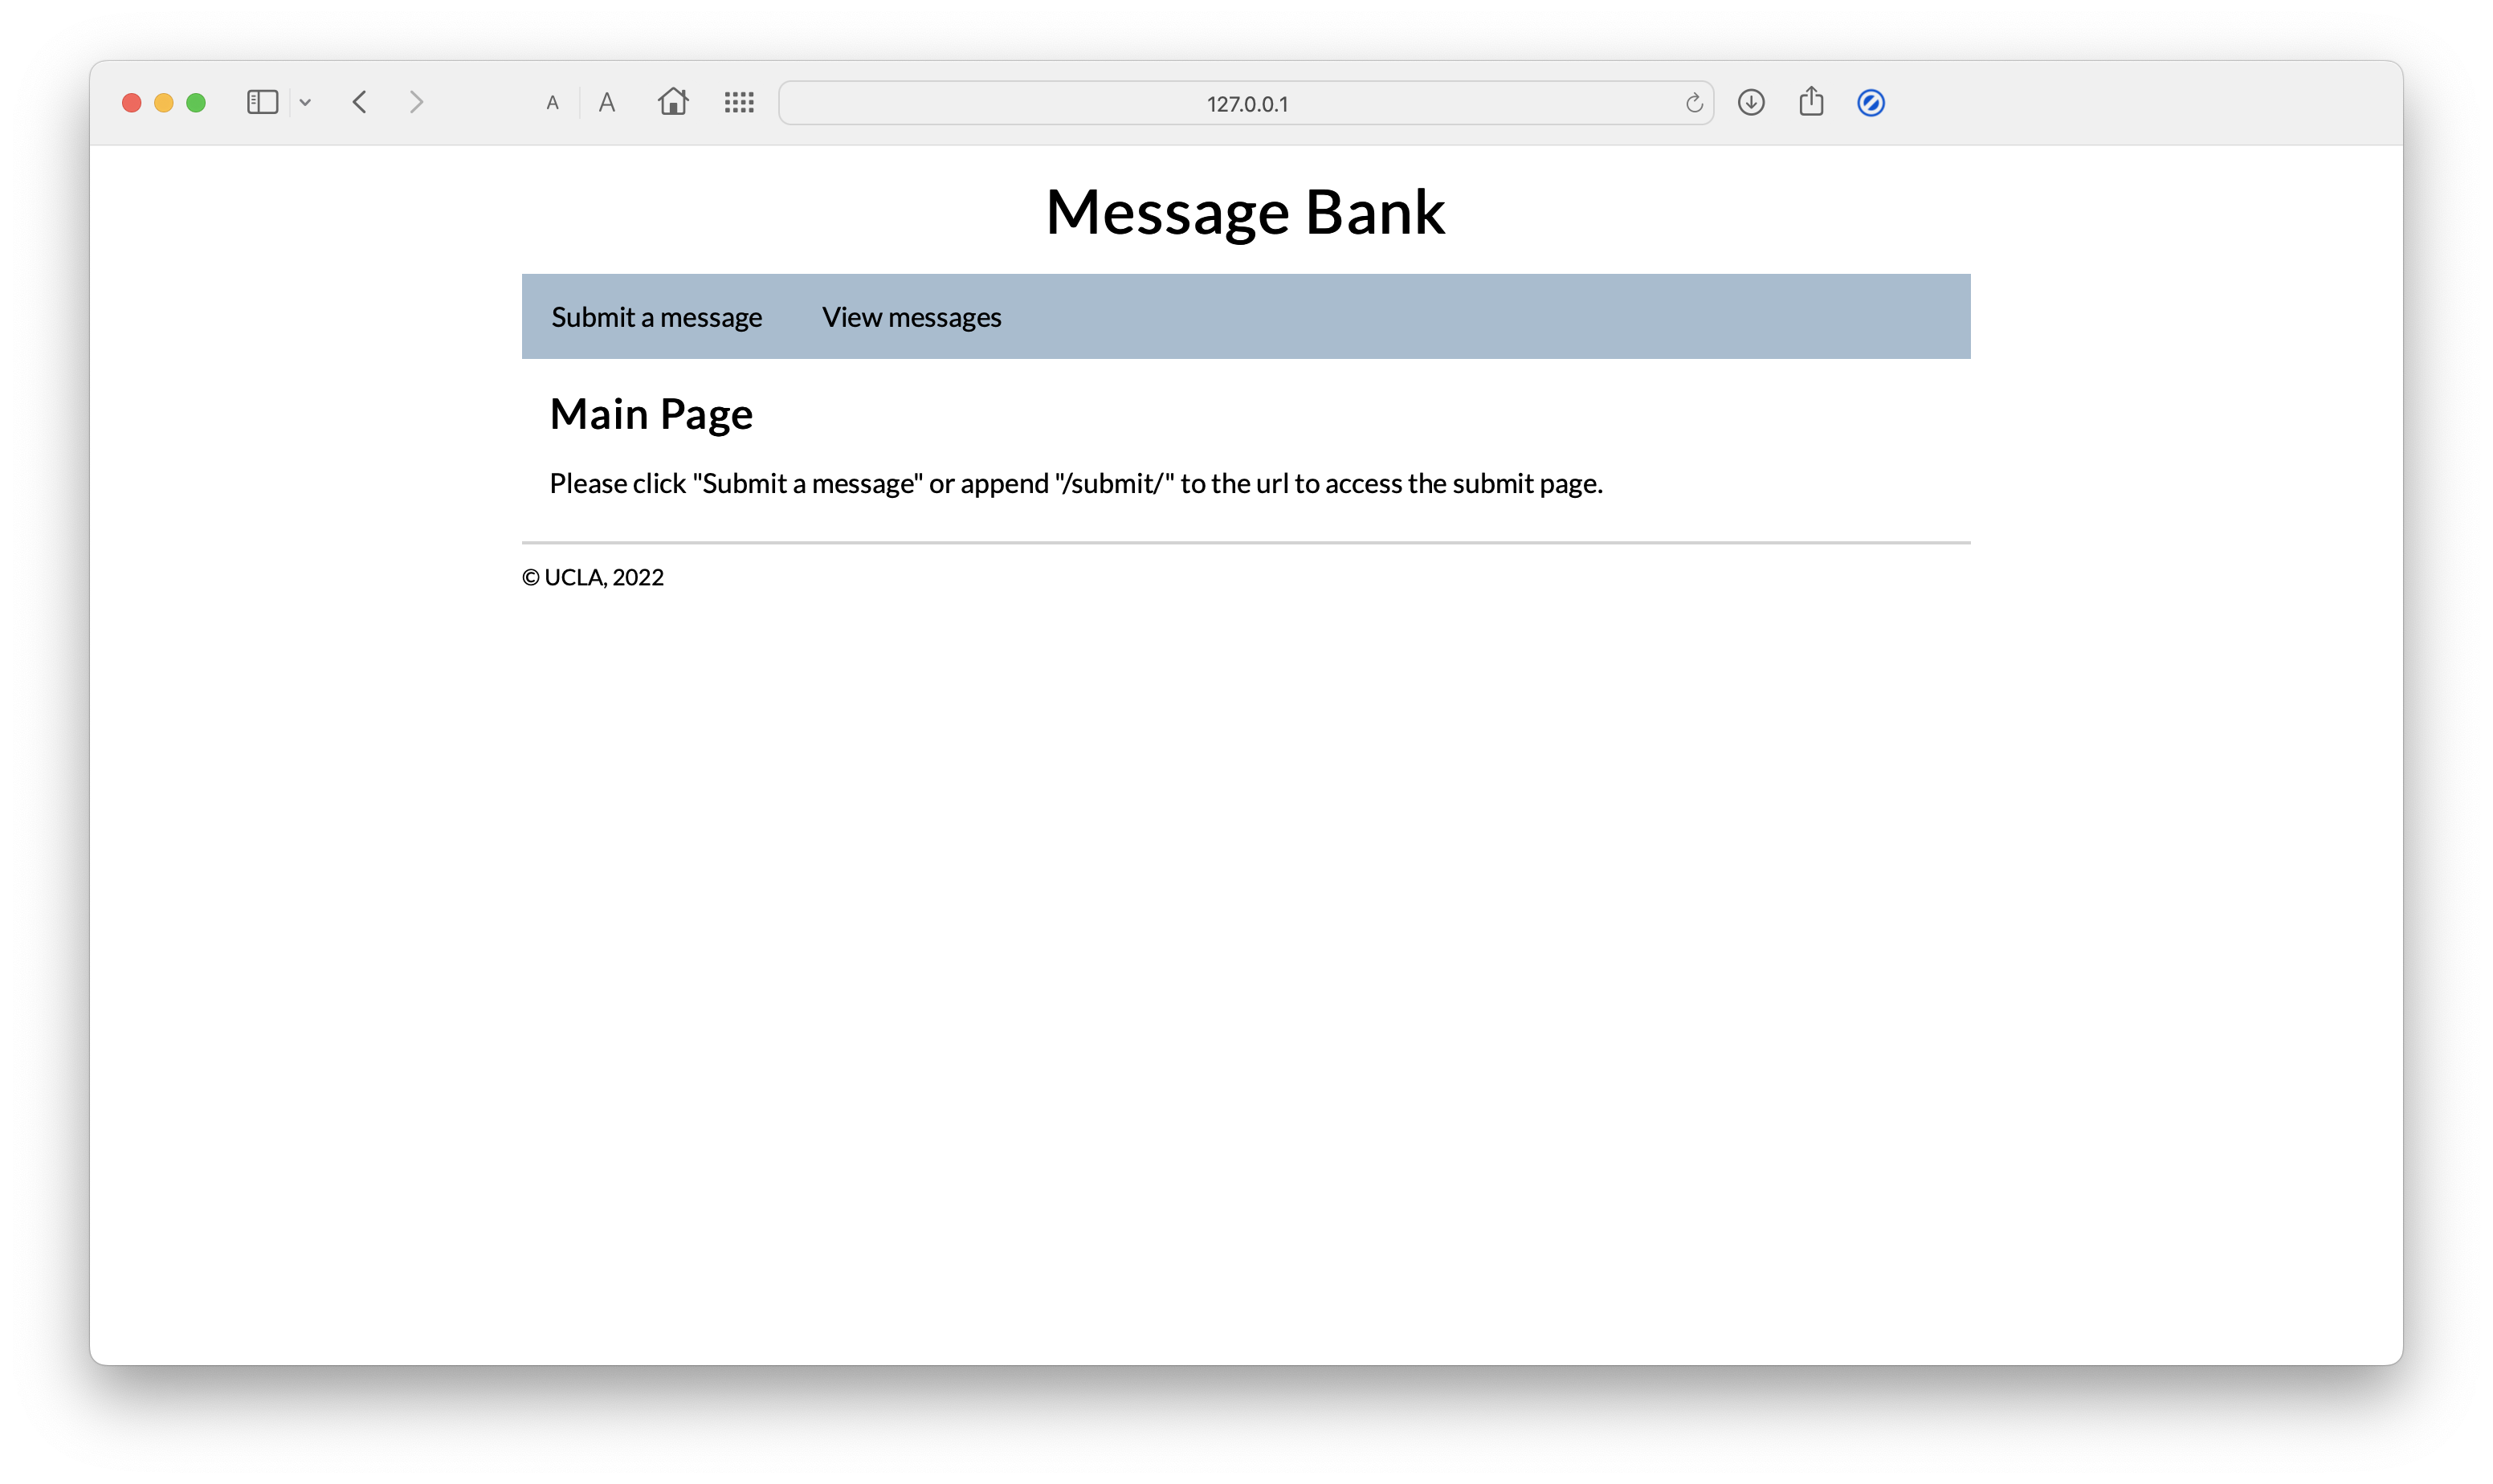 A A 127.0.0.1
Message Bank
Submit a message View messages
Main Page
Please click "Submit a message" or append "/submit/" to the url to access the submit page.
© UCLA, 2022